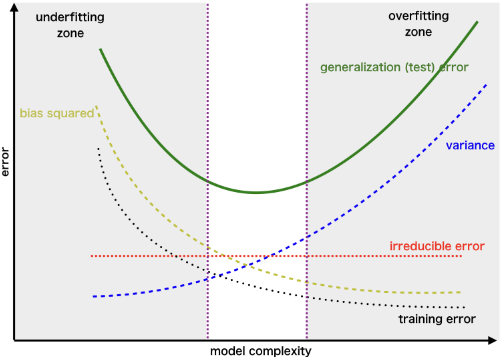 underfitting
zone
overfitting
zone
generalization (test) error
bias squared
variance
error
irreducible error
training error
model complexity